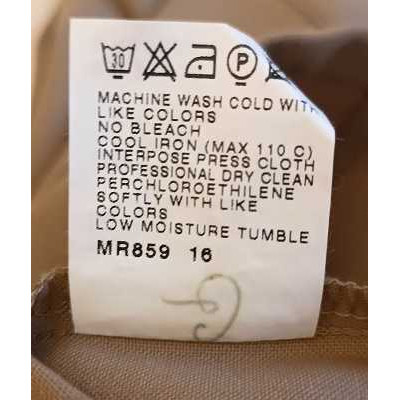 30 P
MACHINE WASH COLD WITH
LIKE COLORS
NO BLEACH
COOL IRON (MAX 110 C)
INTERPOSE PRESS CLOTH
PROFESSIONAL DRY CLEAN
PERCHLOROETHILENE
SOFTLY WITH LIKE
COLORS
LOW MOISTURE TUMBLE
MR859 16